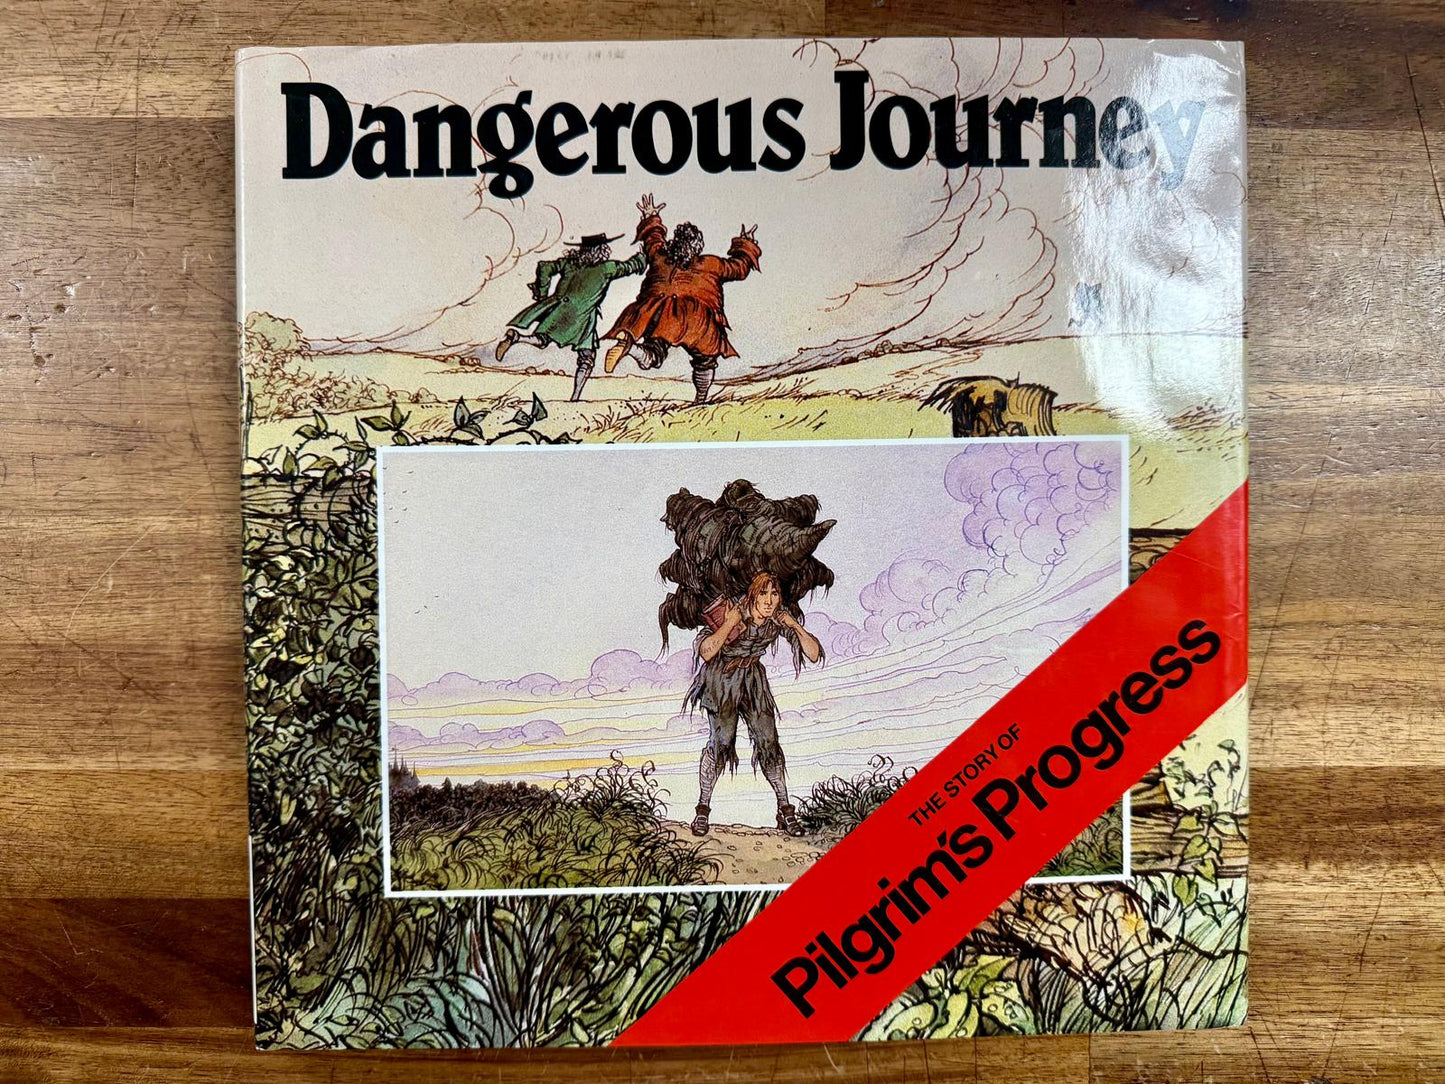 Dangerous Journey
THE STORY OF
Pilgrim's Progress